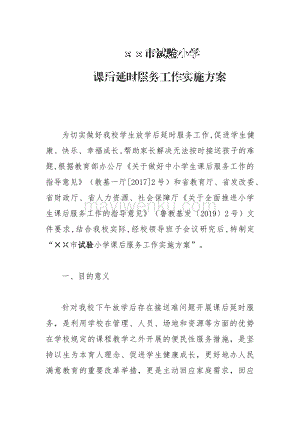 ××市试验小学
课后延时服务工作实施方案
为切实做好我校学生放学后延时服务工作,促进学生健
康、快乐、幸福成长,帮助家长解决无法按时接送孩子的难
题,根据教育部办公厅《关于做好中小学生课后服务工作的
指导意见》(教基一厅[2017]2号)和省教育厅、省发改委、
省财政厅、省人力资源、社会保障厅《关于全面推进小学
生课后服务工作的指导意见》(鲁教基发〔2019〕2号)文
件要求,结合我校实际,经校领导班子会议研究后,特制定
“××市试验小学课后服务工作实施方案”。
一、目的意义
针对我校下午放学后存在接送难问题开展课后延时服
务,是利用学校在管理、人员、场地和资源等方面的优势
在学校规定的课程教学之外开展的便民性服务措施,是坚
持以生为本育人理念、促进学生健康成长,更好地办人民
满意教育的重要改革举措,更是主动回应家庭需求,回应